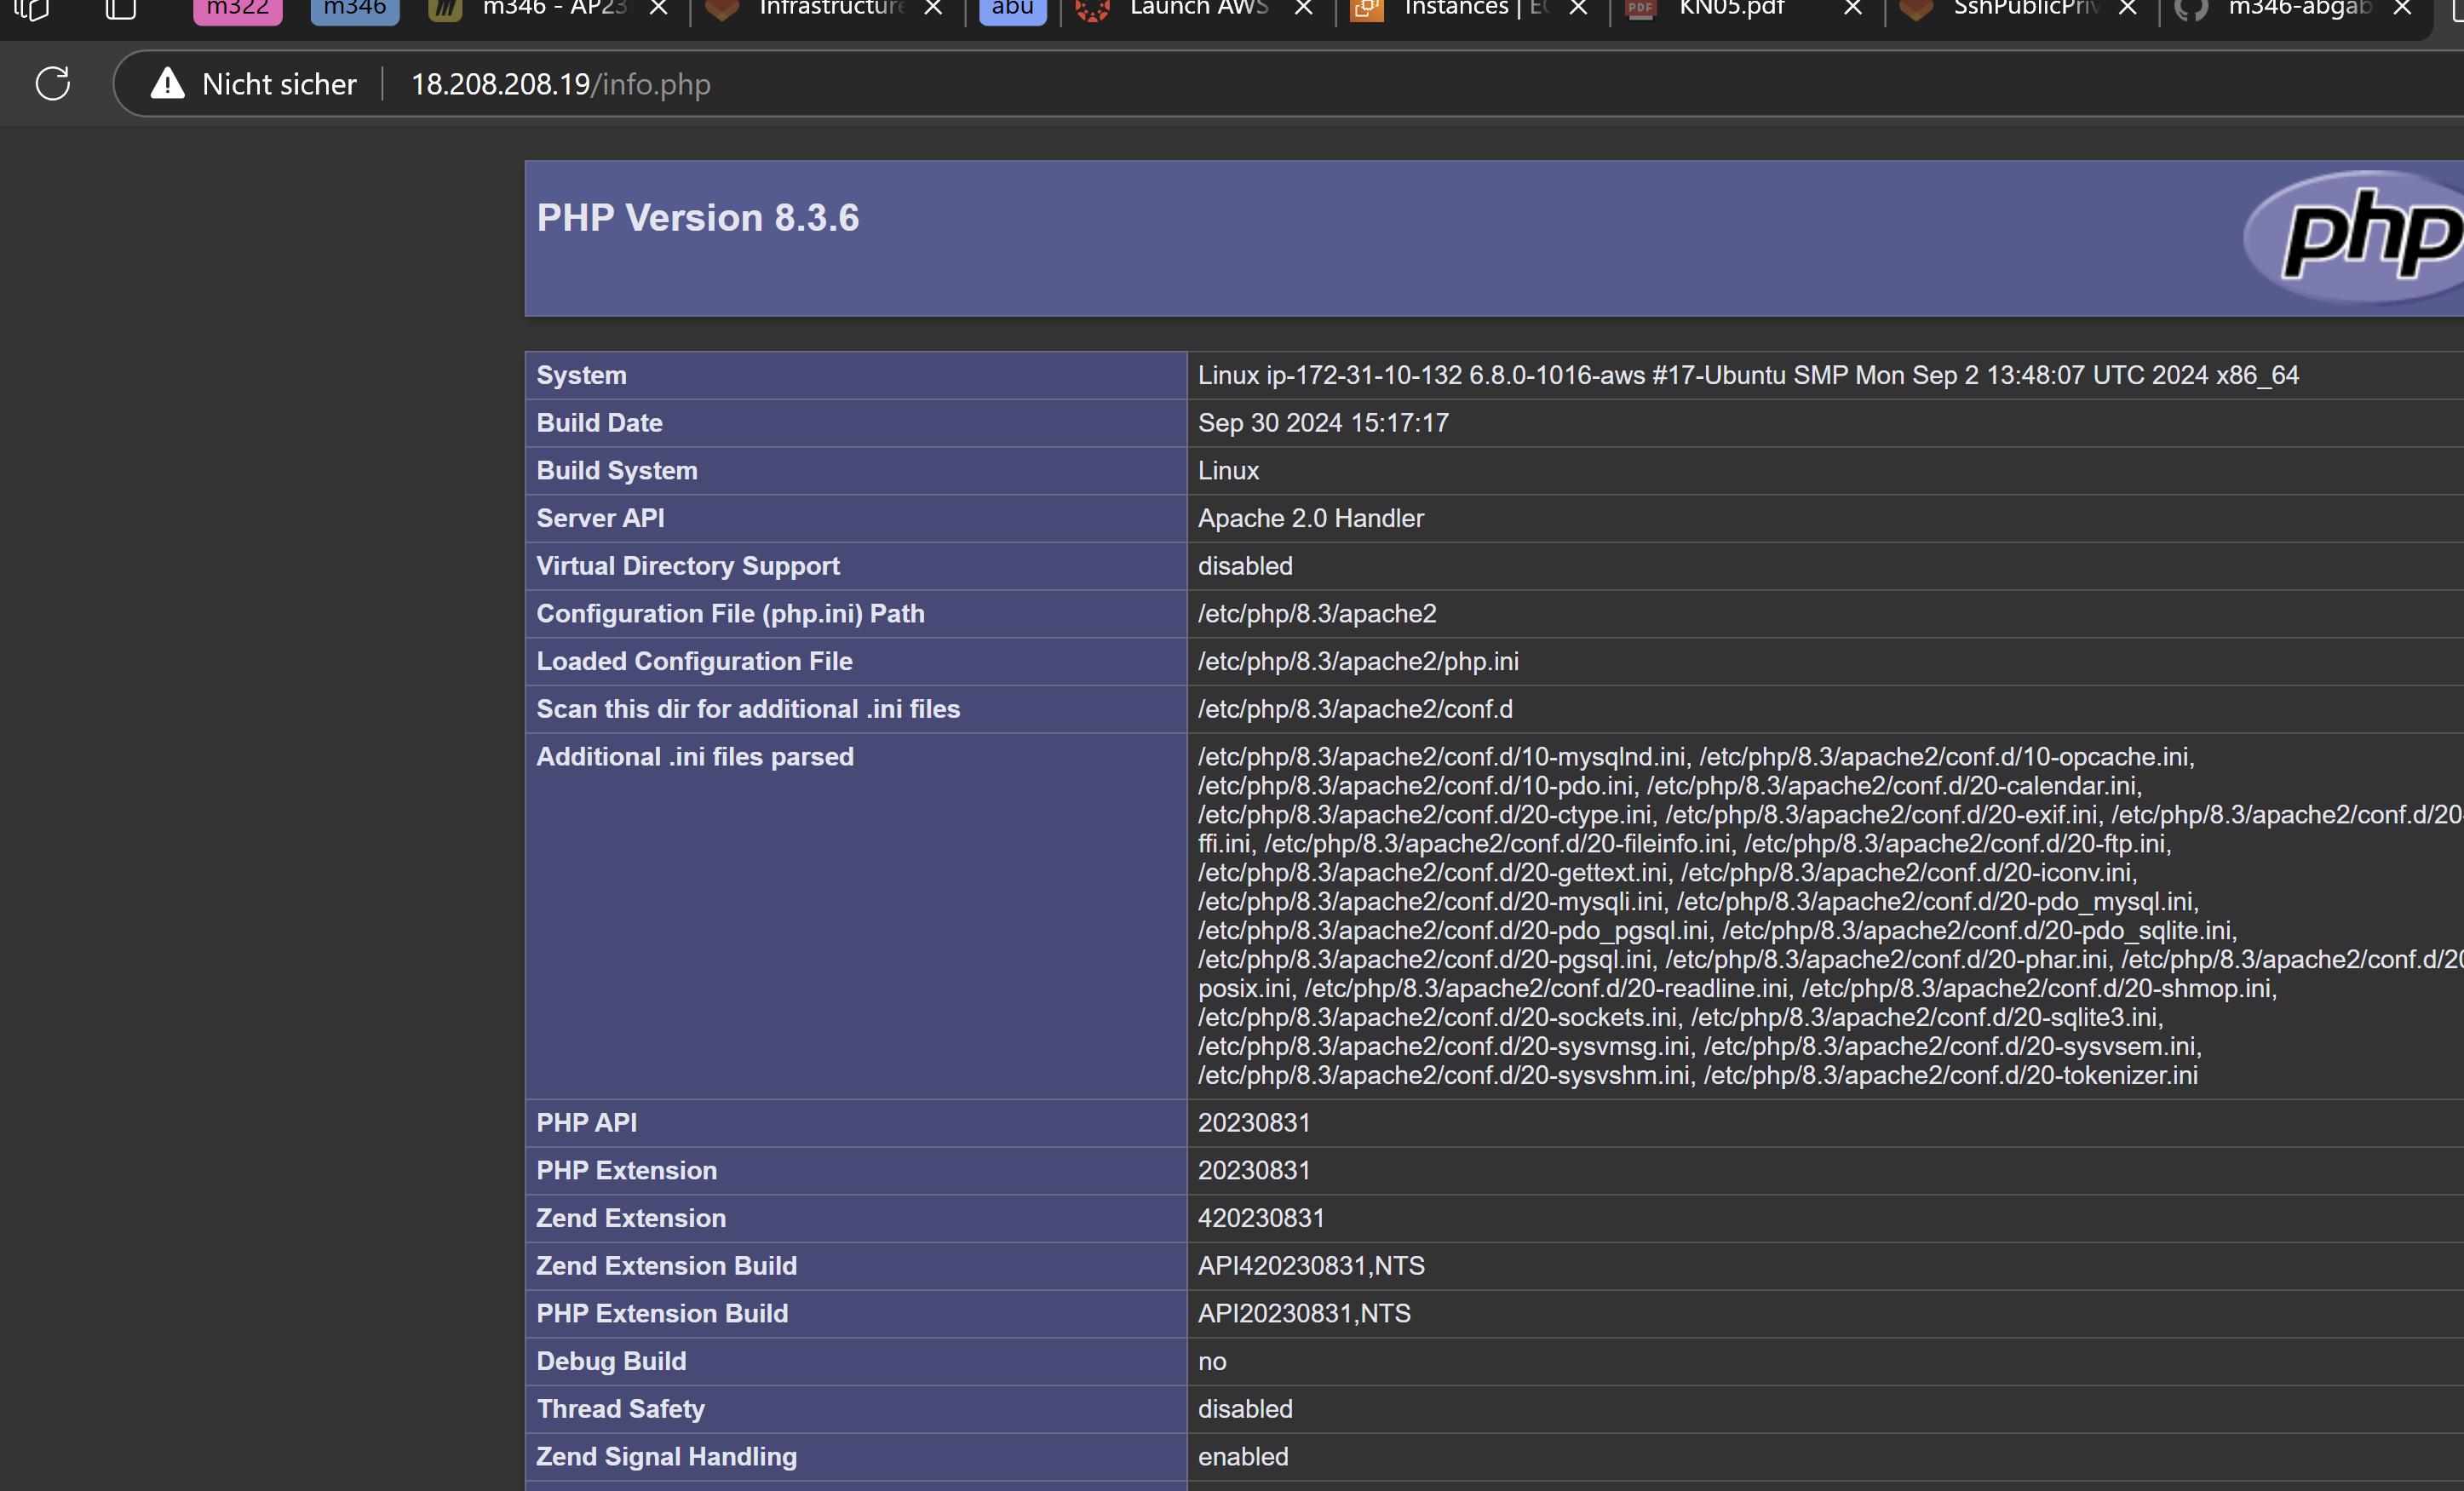 m322 m346 m346 - AP23 Infrastructure abu Launch AWS Instances | EC PDF KN05.pdf SshPublicPriv m346-abgab
Nicht sicher 18.208.208.19/info.php
PHP Version 8.3.6 php
System Linux ip-172-31-10-132 6.8.0-1016-aws #17-Ubuntu SMP Mon Sep 2 13:48:07 UTC 2024 x86_64
Build Date Sep 30 2024 15:17:17
Build System Linux
Server API Apache 2.0 Handler
Virtual Directory Support disabled
Configuration File (php.ini) Path /etc/php/8.3/apache2
Loaded Configuration File /etc/php/8.3/apache2/php.ini
Scan this dir for additional .ini files /etc/php/8.3/apache2/conf.d
Additional .ini files parsed /etc/php/8.3/apache2/conf.d/10-mysqlnd.ini, /etc/php/8.3/apache2/conf.d/10-opcache.ini,
/etc/php/8.3/apache2/conf.d/10-pdo.ini, /etc/php/8.3/apache2/conf.d/20-calendar.ini,
/etc/php/8.3/apache2/conf.d/20-ctype.ini, /etc/php/8.3/apache2/conf.d/20-exif.ini, /etc/php/8.3/apache2/conf.d/20-
ffi.ini, /etc/php/8.3/apache2/conf.d/20-fileinfo.ini, /etc/php/8.3/apache2/conf.d/20-ftp.ini,
/etc/php/8.3/apache2/conf.d/20-gettext.ini, /etc/php/8.3/apache2/conf.d/20-iconv.ini,
/etc/php/8.3/apache2/conf.d/20-mysqli.ini, /etc/php/8.3/apache2/conf.d/20-pdo_mysql.ini,
/etc/php/8.3/apache2/conf.d/20-pdo_pgsql.ini, /etc/php/8.3/apache2/conf.d/20-pdo_sqlite.ini,
/etc/php/8.3/apache2/conf.d/20-pgsql.ini, /etc/php/8.3/apache2/conf.d/20-phar.ini, /etc/php/8.3/apache2/conf.d/20
posix.ini, /etc/php/8.3/apache2/conf.d/20-readline.ini, /etc/php/8.3/apache2/conf.d/20-shmop.ini,
/etc/php/8.3/apache2/conf.d/20-sockets.ini, /etc/php/8.3/apache2/conf.d/20-sqlite3.ini,
/etc/php/8.3/apache2/conf.d/20-sysvmsg.ini, /etc/php/8.3/apache2/conf.d/20-sysvsem.ini,
/etc/php/8.3/apache2/conf.d/20-sysvshm.ini, /etc/php/8.3/apache2/conf.d/20-tokenizer.ini
PHP API 20230831
PHP Extension 20230831
Zend Extension 420230831
Zend Extension Build API420230831,NTS
PHP Extension Build API20230831,NTS
Debug Build no
Thread Safety disabled
Zend Signal Handling enabled